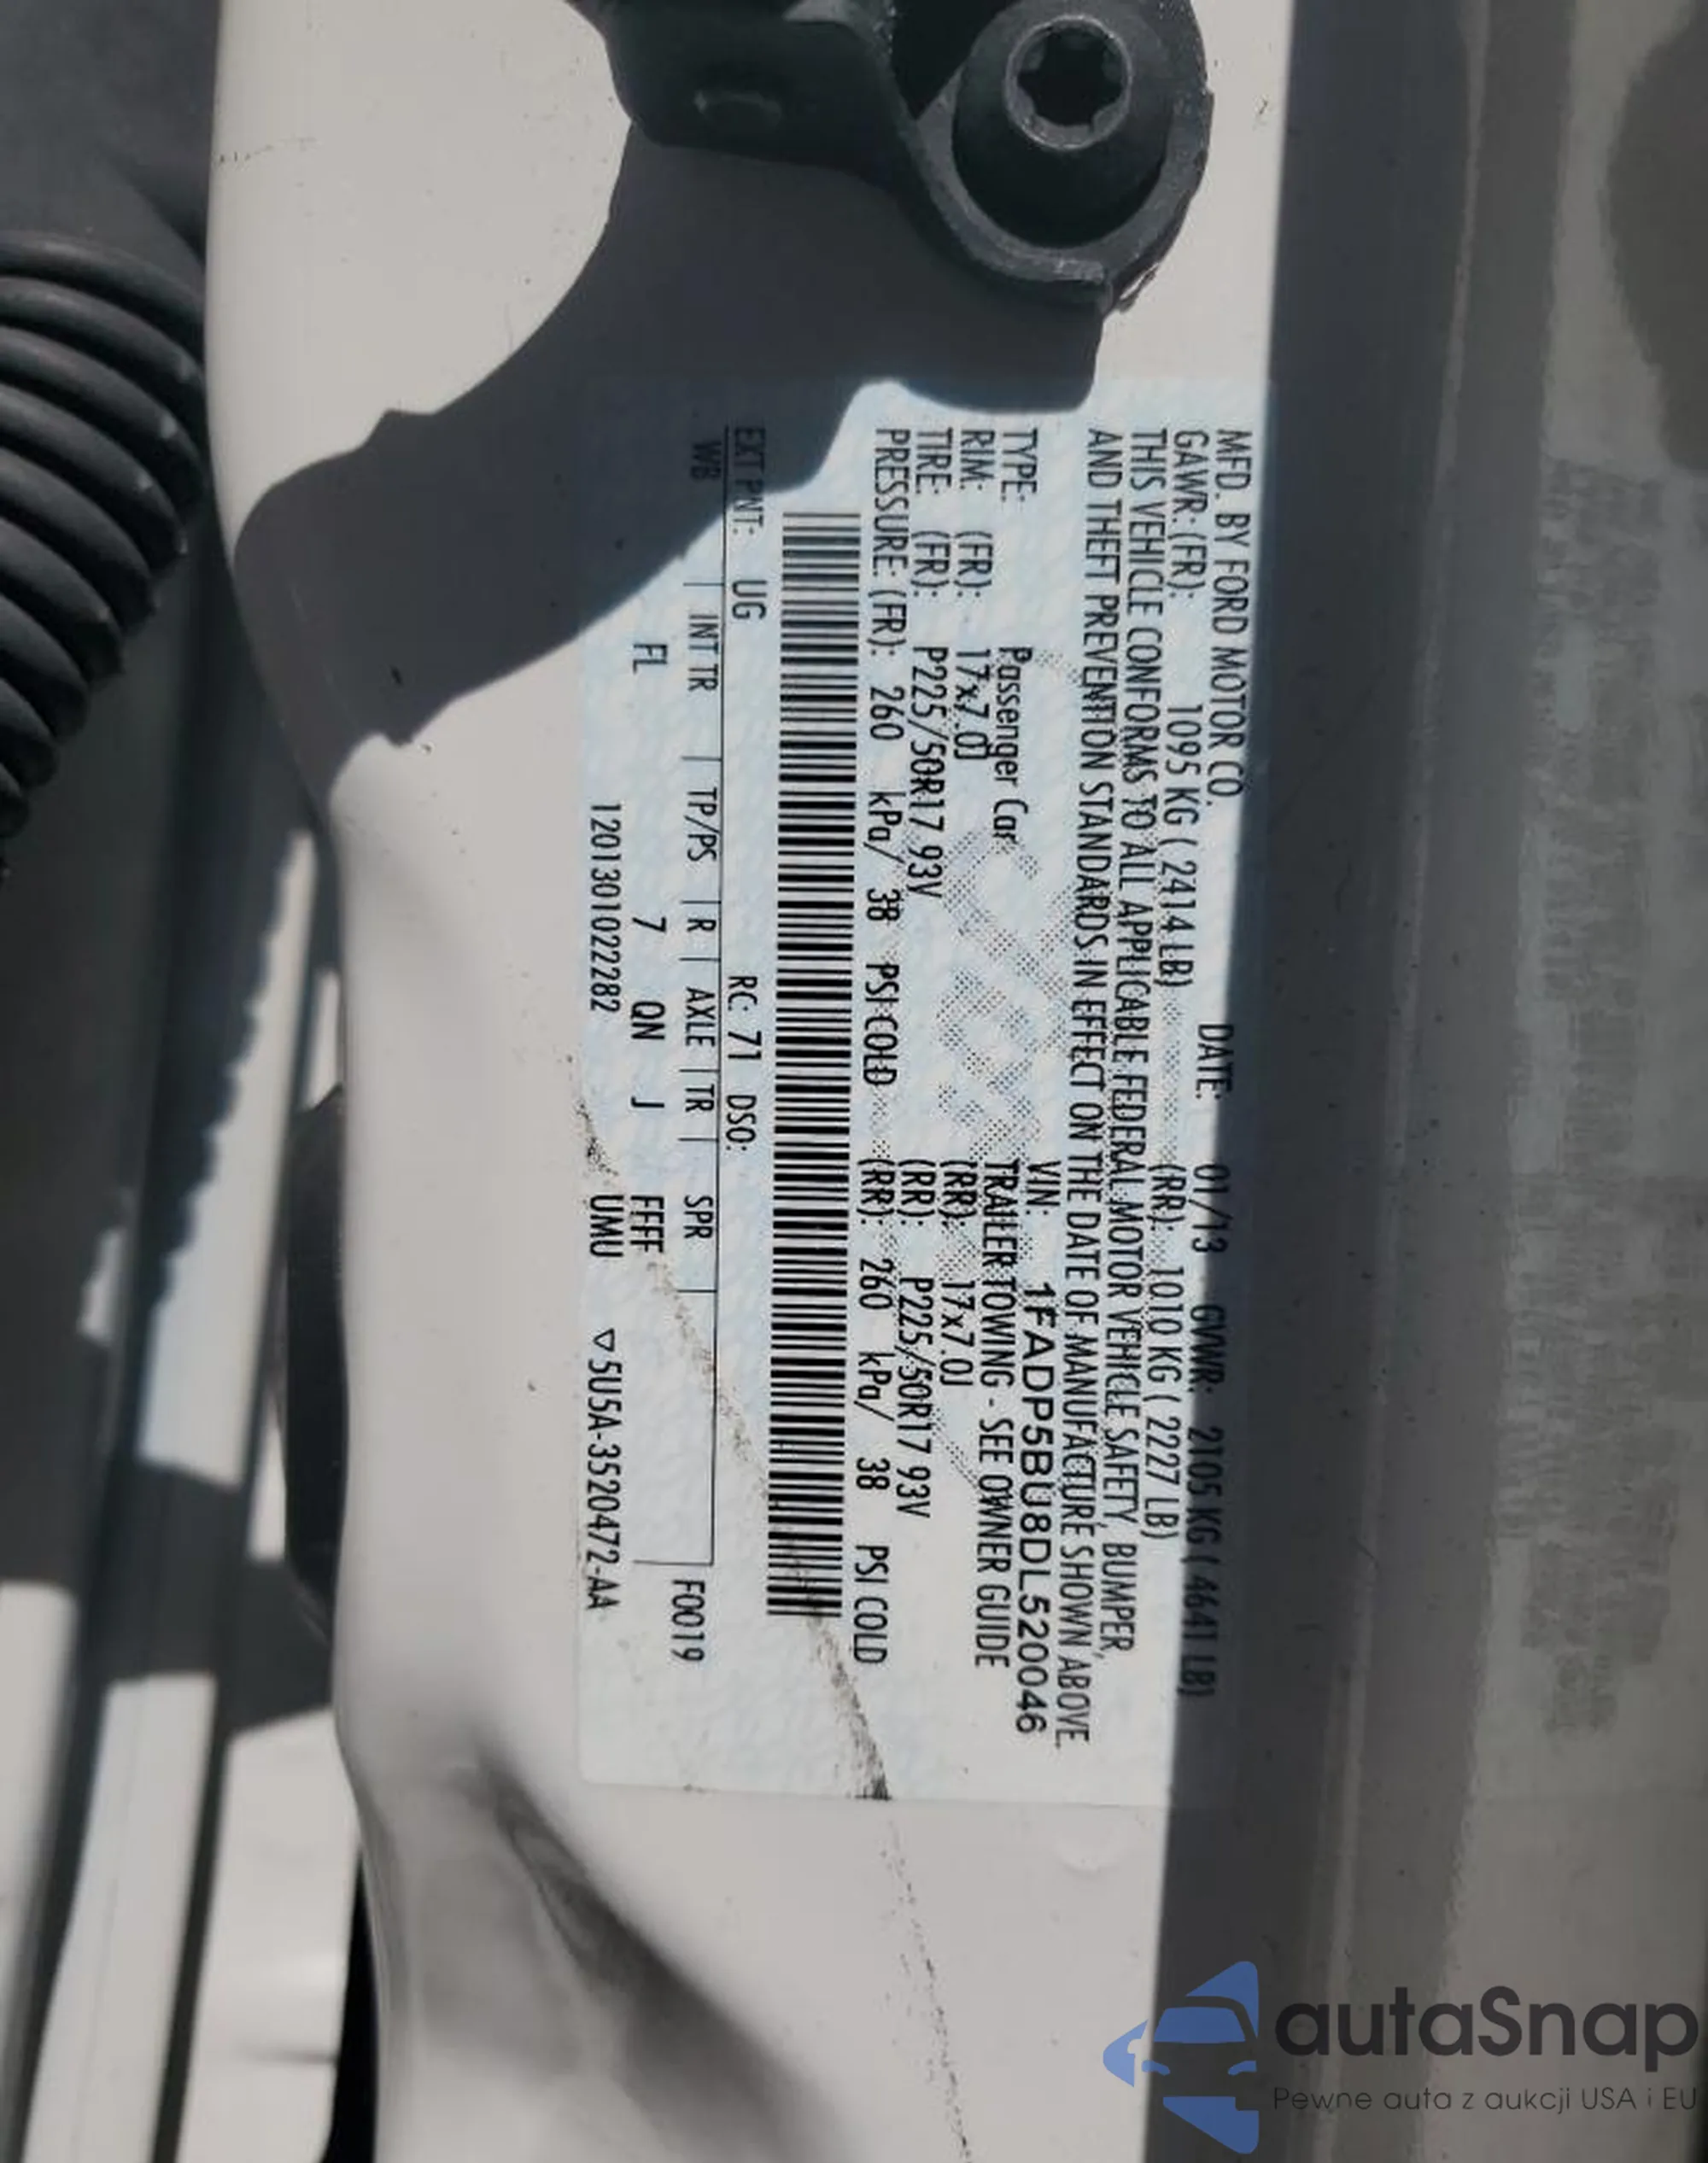 MFD. BY FORD MOTOR CO. DATE: 01/13 GVWR: 2105 KG ( 4641 LB)
GAWR: (FR): 1095 KG ( 2414 LB) (RR): 1010 KG ( 2227 LB)
THIS VEHICLE CONFORMS TO ALL APPLICABLE FEDERAL MOTOR VEHICLE SAFETY, BUMPER,
AND THEFT PREVENTION STANDARDS IN EFFECT ON THE DATE OF MANUFACTURE SHOWN ABOVE.
VIN: 1FADP5BU8DL520046
TYPE: Passenger Car TRAILER TOWING - SEE OWNER GUIDE
RIM: (FR): 17x7.0J (RR): 17x7.0J
TIRE: (FR): P225/50R17 93V (RR): P225/50R17 93V
PRESSURE: (FR): 260 kPa/ 38 PSI COLD (RR): 260 kPa/ 38 PSI COLD
EXT PNT: UG RC: 71 DSO:
WB | INT TR | TP/PS | R | AXLE | TR | SPR | F0019
FL 7 QN J FFFF
1201301022282 UMU ▽5U5A-3520472-AA
autaSnap
Pewne auta z aukcji USA i EU